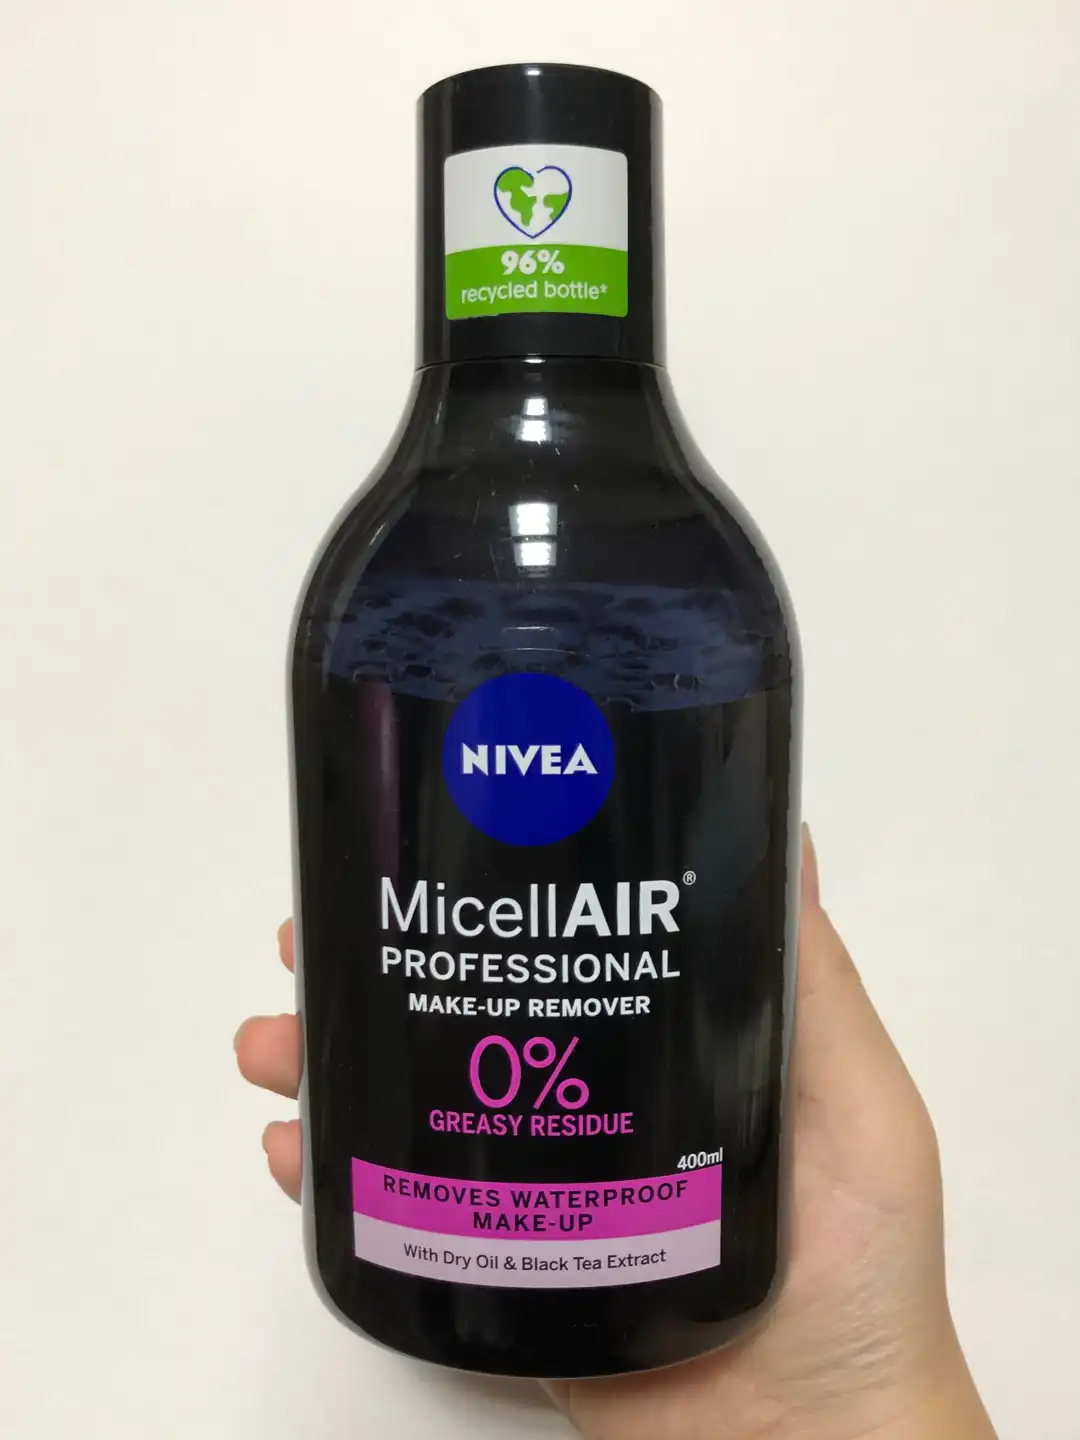 96%
recycled bottle*
NIVEA
MicellAIR®
PROFESSIONAL
MAKE-UP REMOVER
0%
GREASY RESIDUE
400ml
REMOVES WATERPROOF
MAKE-UP
With Dry Oil & Black Tea Extract